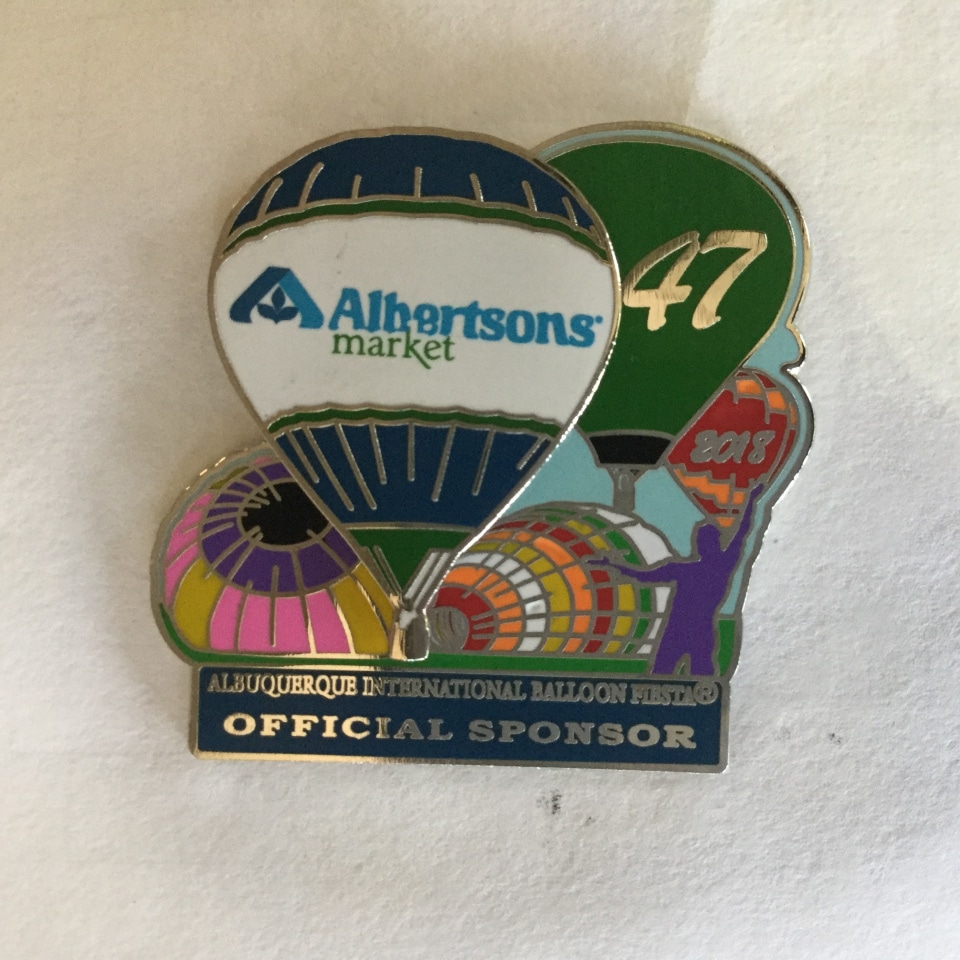 Albertsons
market
47
2018
ALBUQUERQUE INTERNATIONAL BALLOON FIESTA®
OFFICIAL SPONSOR